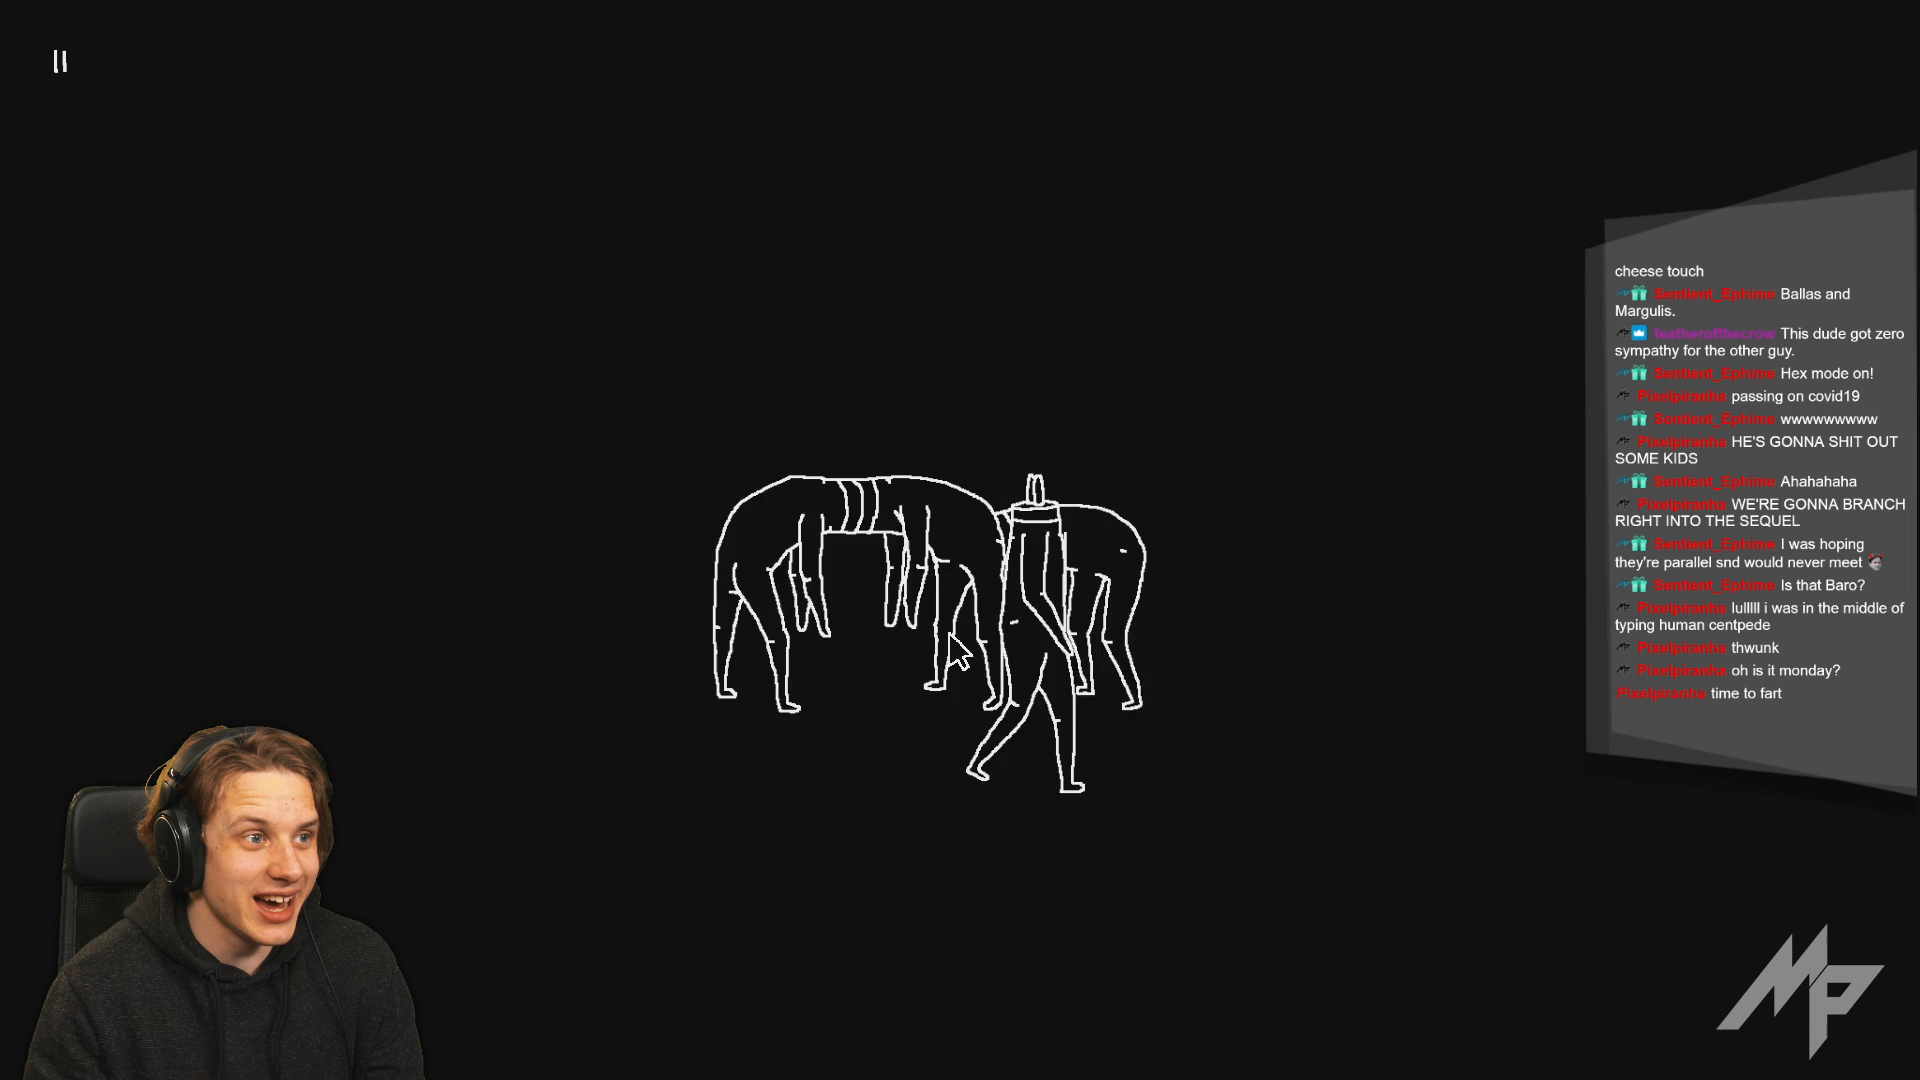 cheese touch
Sentient_Ephime Ballas and
Margulis.
featherofthecrow This dude got zero
sympathy for the other guy.
Sentient_Ephime Hex mode on!
Pixelpiranha passing on covid19
Sentient_Ephime wwwwwwwww
Pixelpiranha HE'S GONNA SHIT OUT
SOME KIDS
Sentient_Ephime Ahahahaha
Pixelpiranha WE'RE GONNA BRANCH
RIGHT INTO THE SEQUEL
Sentient_Ephime I was hoping
they're parallel snd would never meet
Sentient_Ephime Is that Baro?
Pixelpiranha lulllll i was in the middle of
typing human centpede
Pixelpiranha thwunk
Pixelpiranha oh is it monday?
Pixelpiranha time to fart
MP